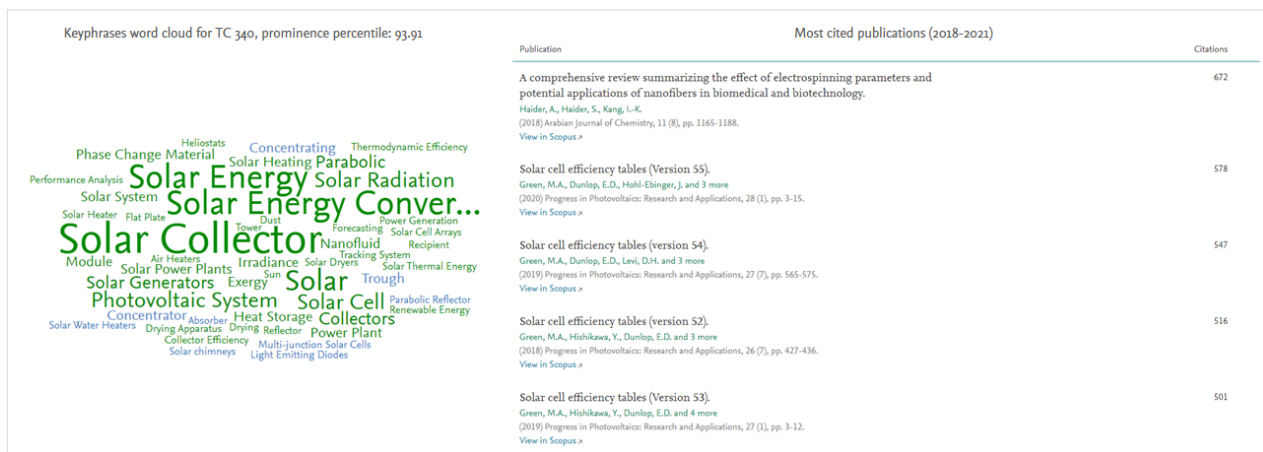 Keyphrases word cloud for TC 340, prominence percentile: 93.91
Heliostats
Concentrating
Thermodynamic Efficiency
Phase Change Material
Solar Heating
Parabolic
Performance Analysis
Solar Energy
Solar Radiation
Solar System
Solar Energy Conver...
Solar Heater
Flat Plate
Dust
Power Generation
Tower
Forecasting
Solar Cell Arrays
Solar Collector
Nanofluid
Recipient
Tracking System
Module
Air Heaters
Irradiance
Solar Dryers
Solar Thermal Energy
Solar Power Plants
Sun
Solar Generators
Exergy
Solar
Trough
Photovoltaic System
Solar Cell
Parabolic Reflector
Renewable Energy
Concentrator
Absorber
Heat Storage
Collectors
Solar Water Heaters
Drying Apparatus
Drying
Reflector
Power Plant
Collector Efficiency
Multi-junction Solar Cells
Solar chimneys
Light Emitting Diodes
Most cited publications (2018-2021)
Publication
Citations
A comprehensive review summarizing the effect of electrospinning parameters and
672
potential applications of nanofibers in biomedical and biotechnology.
Haider, A., Haider, S., Kang, I.-K.
(2018) Arabian Journal of Chemistry, 11 (8), pp. 1165-1188.
View in Scopus↗
Solar cell efficiency tables (Version 55).
578
Green, M.A., Dunlop, E.D., Hohl-Ebinger, J. and 3 more
(2020) Progress in Photovoltaics: Research and Applications, 28 (1), pp. 3-15.
View in Scopus↗
Solar cell efficiency tables (version 54).
547
Green, M.A., Dunlop, E.D., Levi, D.H. and 3 more
(2019) Progress in Photovoltaics: Research and Applications, 27 (7), pp. 565-575.
View in Scopus↗
Solar cell efficiency tables (version 52).
516
Green, M.A., Hishikawa, Y., Dunlop, E.D. and 3 more
(2018) Progress in Photovoltaics: Research and Applications, 26 (7), pp. 427-436.
View in Scopus↗
Solar cell efficiency tables (Version 53).
501
Green, M.A., Hishikawa, Y., Dunlop, E.D. and 4 more
(2019) Progress in Photovoltaics: Research and Applications, 27 (1), pp. 3-12.
View in Scopus↗